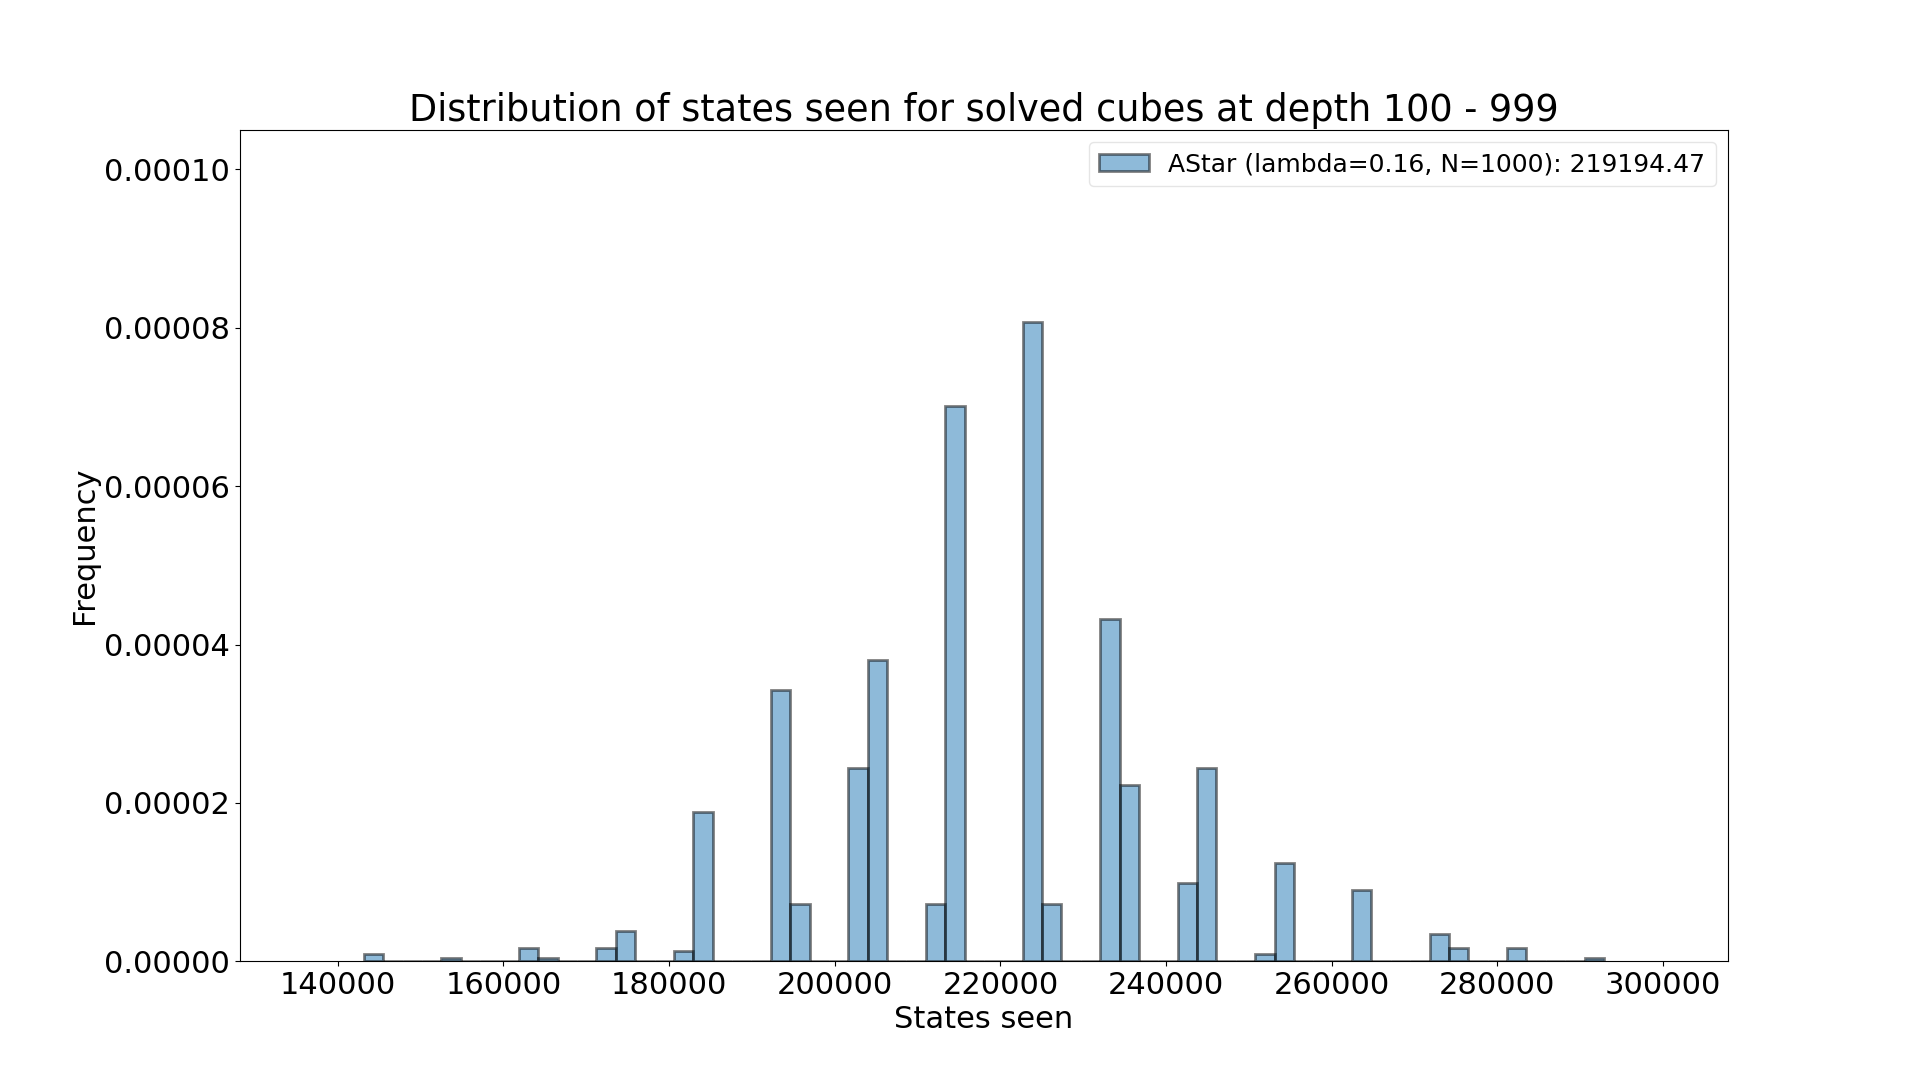 Distribution of states seen for solved cubes at depth 100 - 999
AStar (lambda=0.16, N=1000): 219194.47
0.00010
0.00008
0.00006
0.00004
0.00002
0.00000
Frequency
140000 160000 180000 200000 220000 240000 260000 280000 300000
States seen